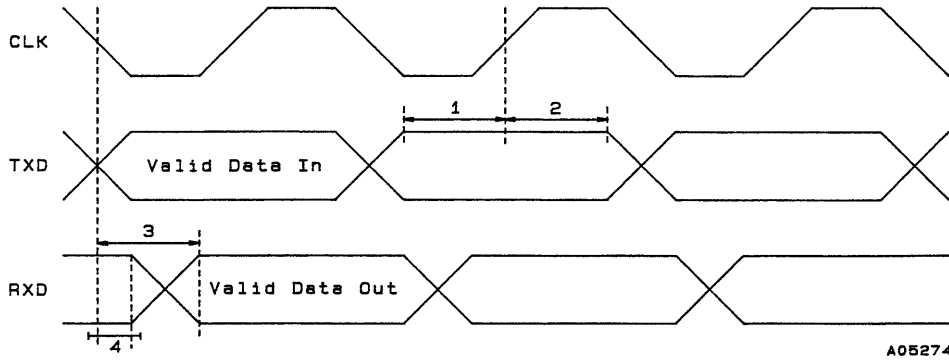 CLK
1 2
TXD Valid Data In
3
RXD Valid Data Out
4
A05274